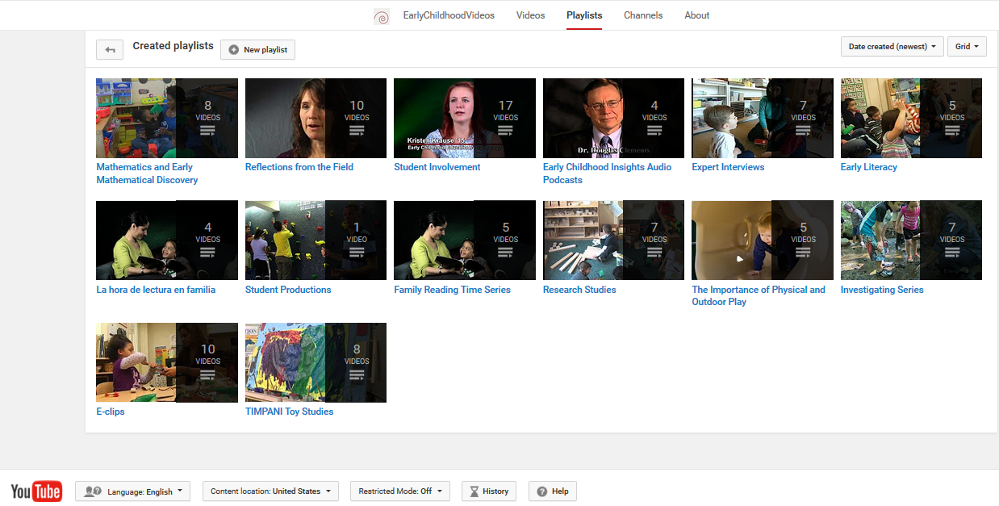 EarlyChildhoodVideos Videos Playlists Channels About
Created playlists New playlist Date created (newest) Grid
8 VIDEOS
Mathematics and Early
Mathematical Discovery
10 VIDEOS
Reflections from the Field
Kristen Krause '15
17 VIDEOS
Student Involvement
Dr. Douglas Clements
4 VIDEOS
Early Childhood Insights Audio
Podcasts
7 VIDEOS
Expert Interviews
5 VIDEOS
Early Literacy
4 VIDEOS
La hora de lectura en familia
1 VIDEO
Student Productions
5 VIDEOS
Family Reading Time Series
7 VIDEOS
Research Studies
5 VIDEOS
The Importance of Physical and
Outdoor Play
7 VIDEOS
Investigating Series
10 VIDEOS
E-clips
8 VIDEOS
TIMPANI Toy Studies
YouTube Language: English Content location: United States Restricted Mode: Off History Help